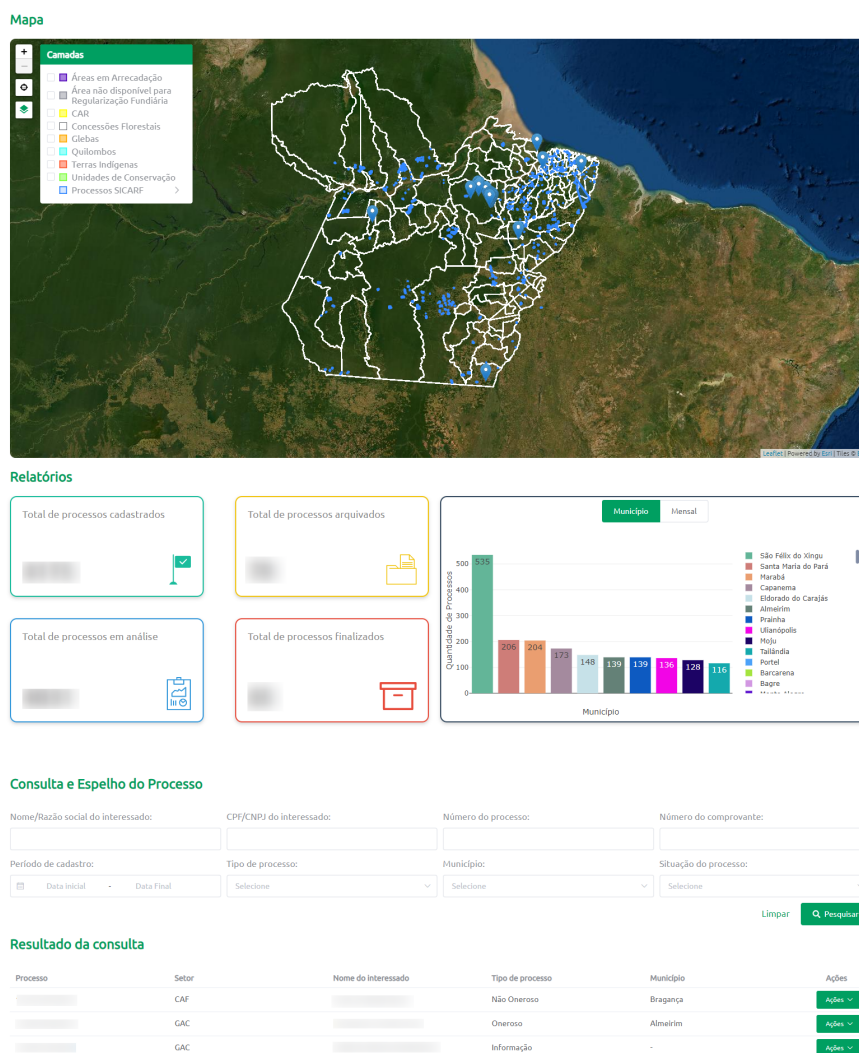 Mapa
+
−
Camadas
Áreas em Arrecadação
Área não disponível para
Regularização Fundiária
CAR
Concessões Florestais
Glebas
Quilombos
Terras Indígenas
Unidades de Conservação
Processos SICARF
Leaflet | Powered by Esri | Tiles ©
Relatórios
Total de processos cadastrados
Total de processos arquivados
Total de processos em análise
Total de processos finalizados
Município Mensal
Quantidade de Processos
500
400
300
200
100
0
535 206 204 173 148 139 139 136 128 116
Município
São Félix do Xingu
Santa Maria do Pará
Marabá
Capanema
Eldorado do Carajás
Almeirim
Prainha
Ulianópolis
Moju
Tailândia
Portel
Barcarena
Bagre
Monte Alegre
Consulta e Espelho do Processo
Nome/Razão social do interessado: CPF/CNPJ do interessado: Número do processo: Número do comprovante:
Período de cadastro: Tipo de processo: Município: Situação do processo:
Data inicial - Data Final Selecione Selecione Selecione
Limpar Pesquisar
Resultado da consulta
Processo Setor Nome do interessado Tipo de processo Município Ações
CAF Não Oneroso Bragança Ações
GAC Oneroso Almeirim Ações
GAC Informação - Ações